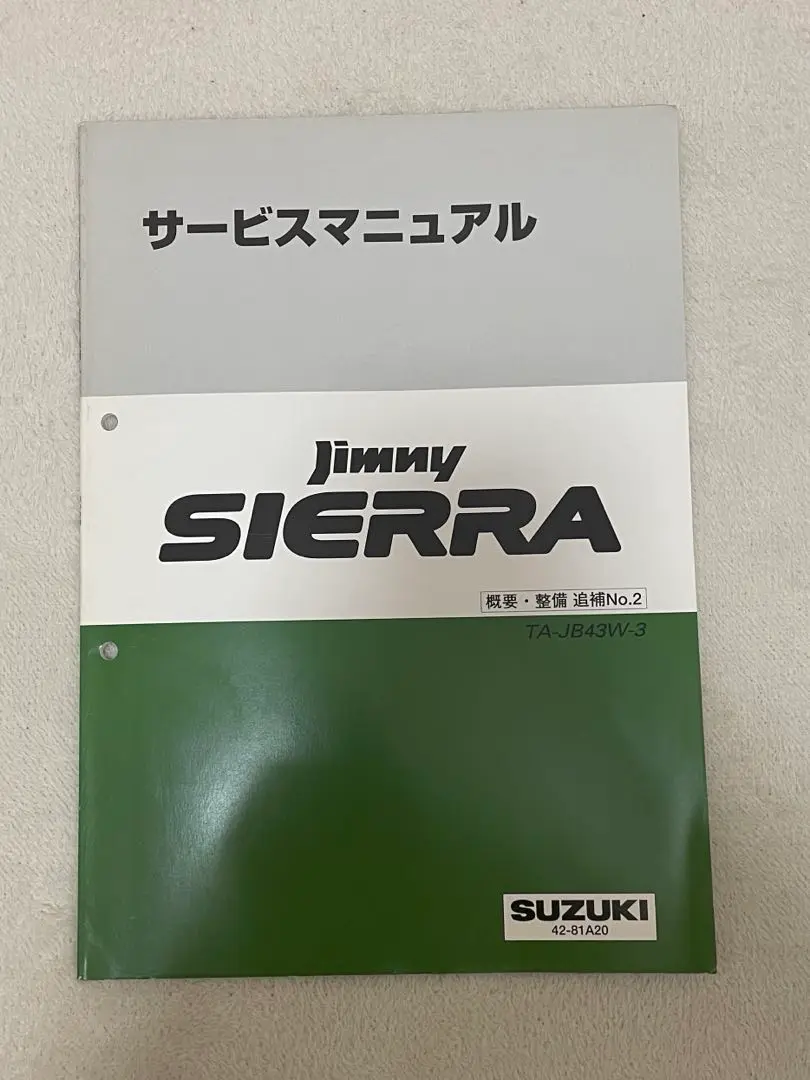 サービスマニュアル
Jimny
SIERRA
概要・整備 追補No.2
TA-JB43W-3
SUZUKI
42-81A20